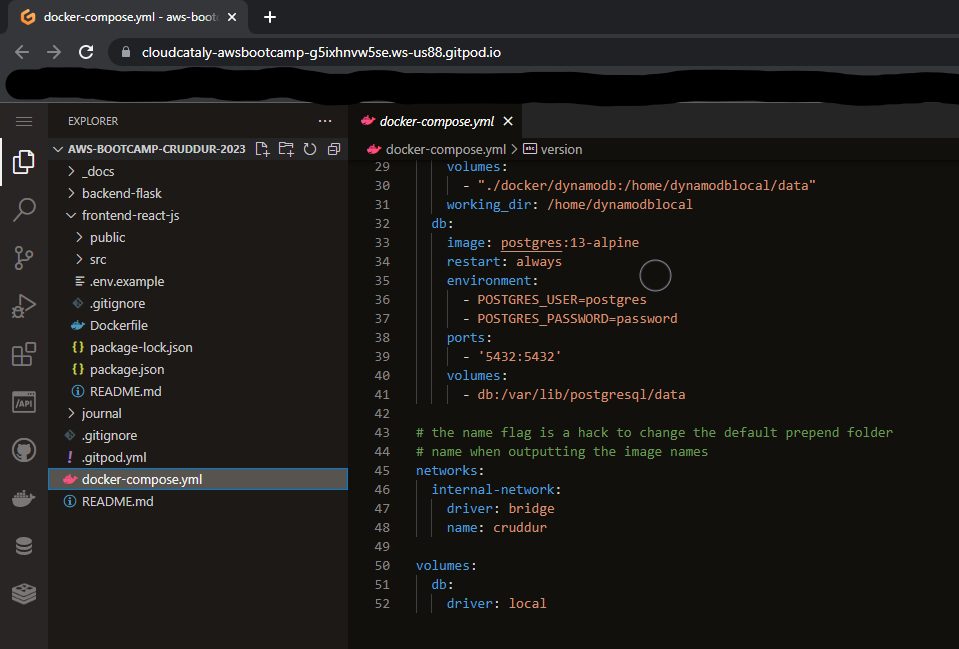 docker-compose.yml - aws-boot
cloudcataly-awsbootcamp-g5ixhnvw5se.ws-us88.gitpod.io
EXPLORER
AWS-BOOTCAMP-CRUDDUR-2023
_docs
backend-flask
frontend-react-js
public
src
.env.example
.gitignore
Dockerfile
package-lock.json
package.json
README.md
journal
.gitignore
.gitpod.yml
docker-compose.yml
README.md
/API
docker-compose.yml
docker-compose.yml > abc version
29 volumes:
30 - "./docker/dynamodb:/home/dynamodblocal/data"
31 working_dir: /home/dynamodblocal
32 db:
33 image: postgres:13-alpine
34 restart: always
35 environment:
36 - POSTGRES_USER=postgres
37 - POSTGRES_PASSWORD=password
38 ports:
39 - '5432:5432'
40 volumes:
41 - db:/var/lib/postgresql/data
42
43 # the name flag is a hack to change the default prepend folder
44 # name when outputting the image names
45 networks:
46 internal-network:
47 driver: bridge
48 name: cruddur
49
50 volumes:
51 db:
52 driver: local